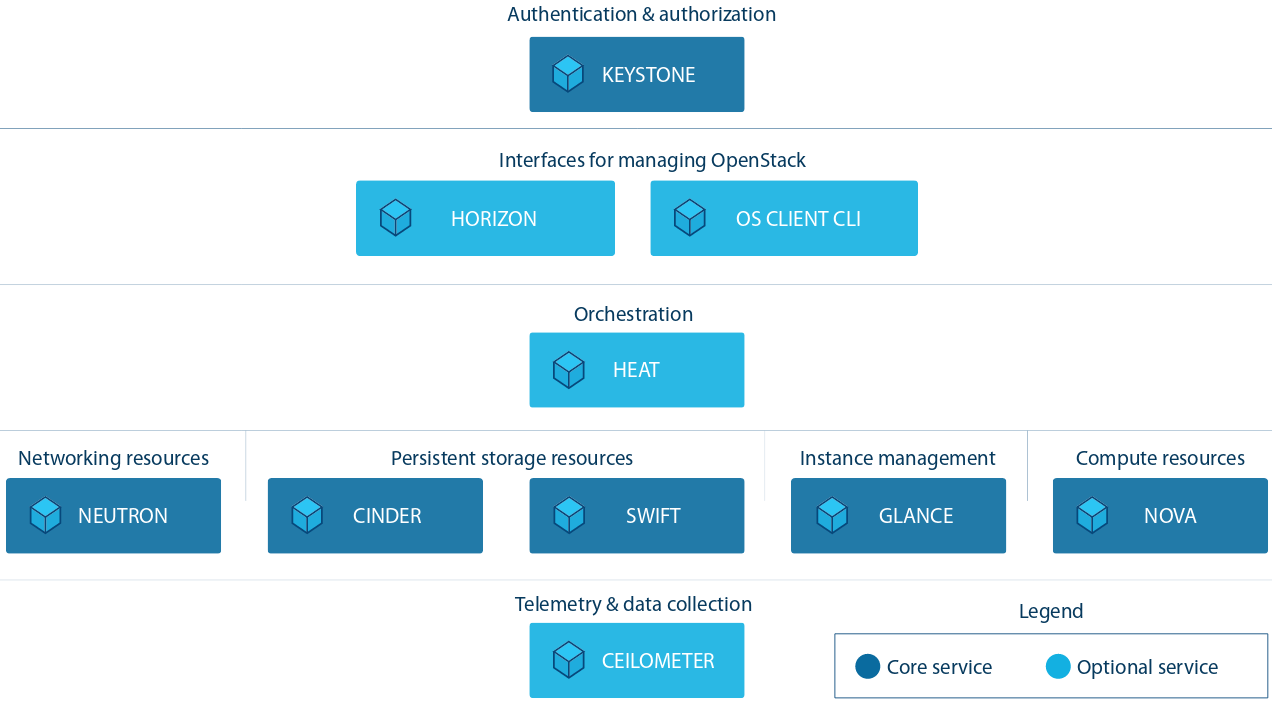 Authentication & authorization
KEYSTONE
Interfaces for managing OpenStack
HORIZON
OS CLIENT CLI
Orchestration
HEAT
Networking resources
Persistent storage resources
Instance management
Compute resources
NEUTRON
CINDER
SWIFT
GLANCE
NOVA
Telemetry & data collection
CEILOMETER
Legend
Core service
Optional service